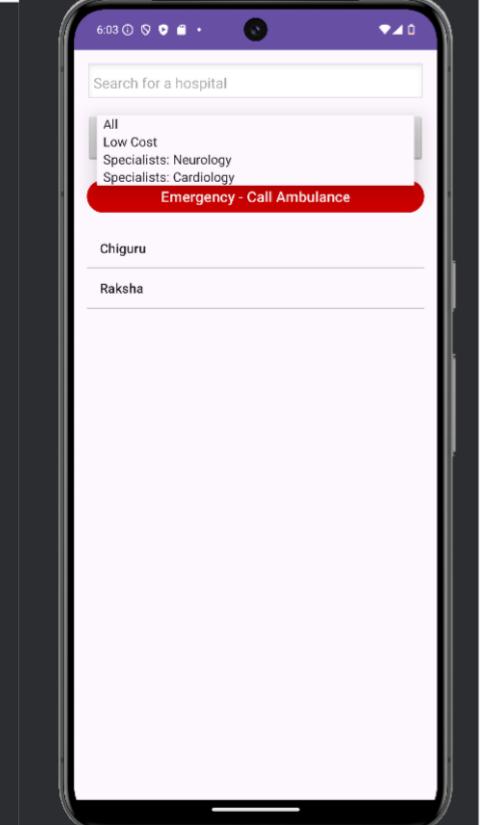 6:03
Search for a hospital
All
Low Cost
Specialists: Neurology
Specialists: Cardiology
Emergency - Call Ambulance
Chiguru
Raksha